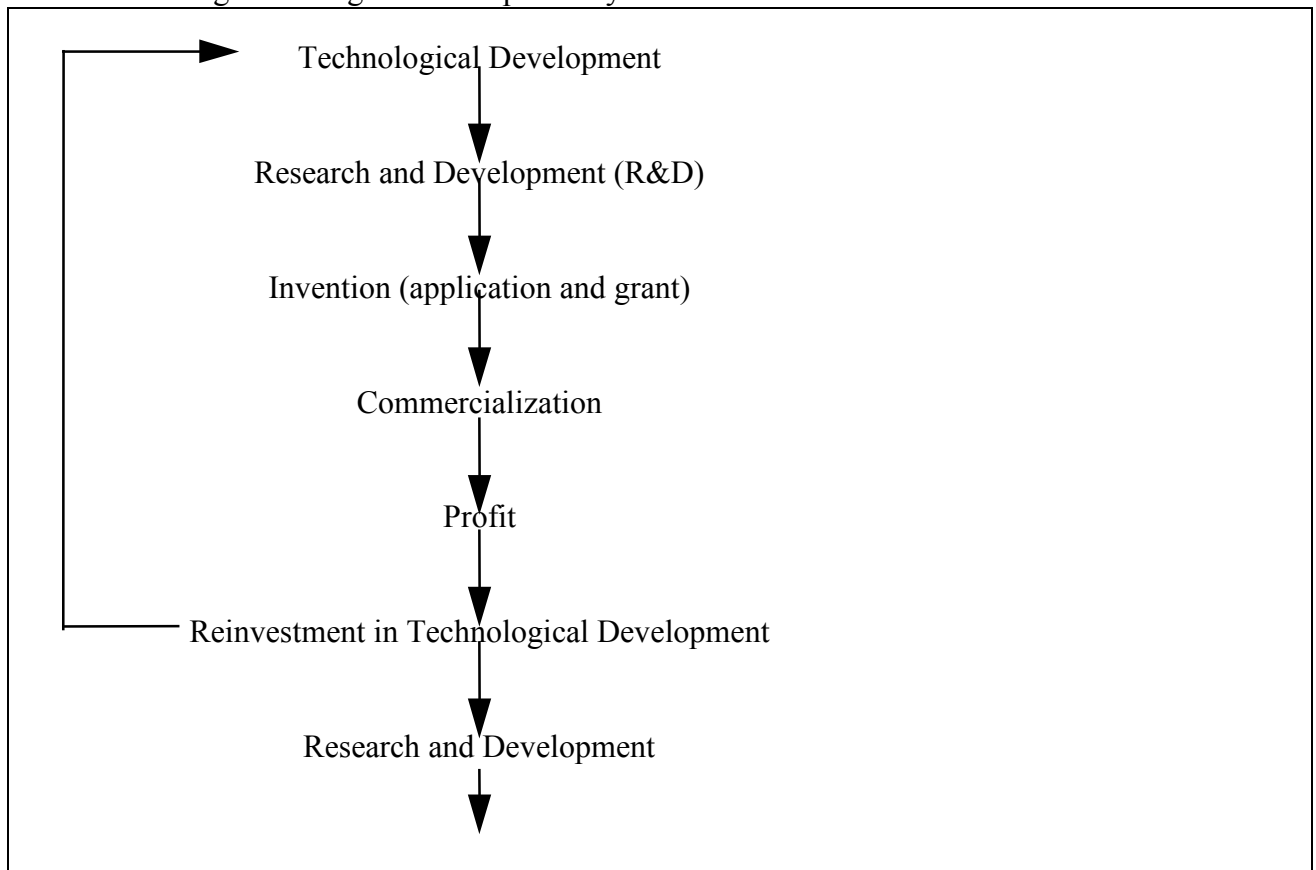 Technological Development
Research and Development (R&D)
Invention (application and grant)
Commercialization
Profit
Reinvestment in Technological Development
Research and Development